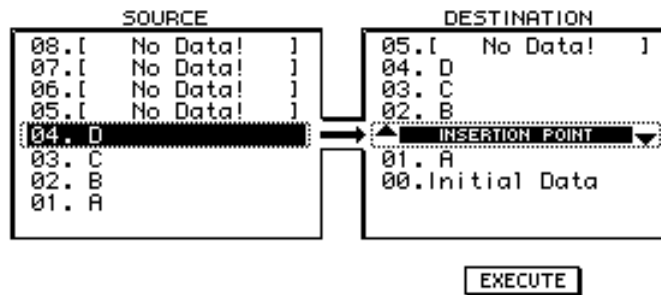 SOURCE
08.[ No Data! ]
07.[ No Data! ]
06.[ No Data! ]
05.[ No Data! ]
04. D
03. C
02. B
01. A
DESTINATION
05.[ No Data! ]
04. D
03. C
02. B
INSERTION POINT
01. A
00.Initial Data
EXECUTE